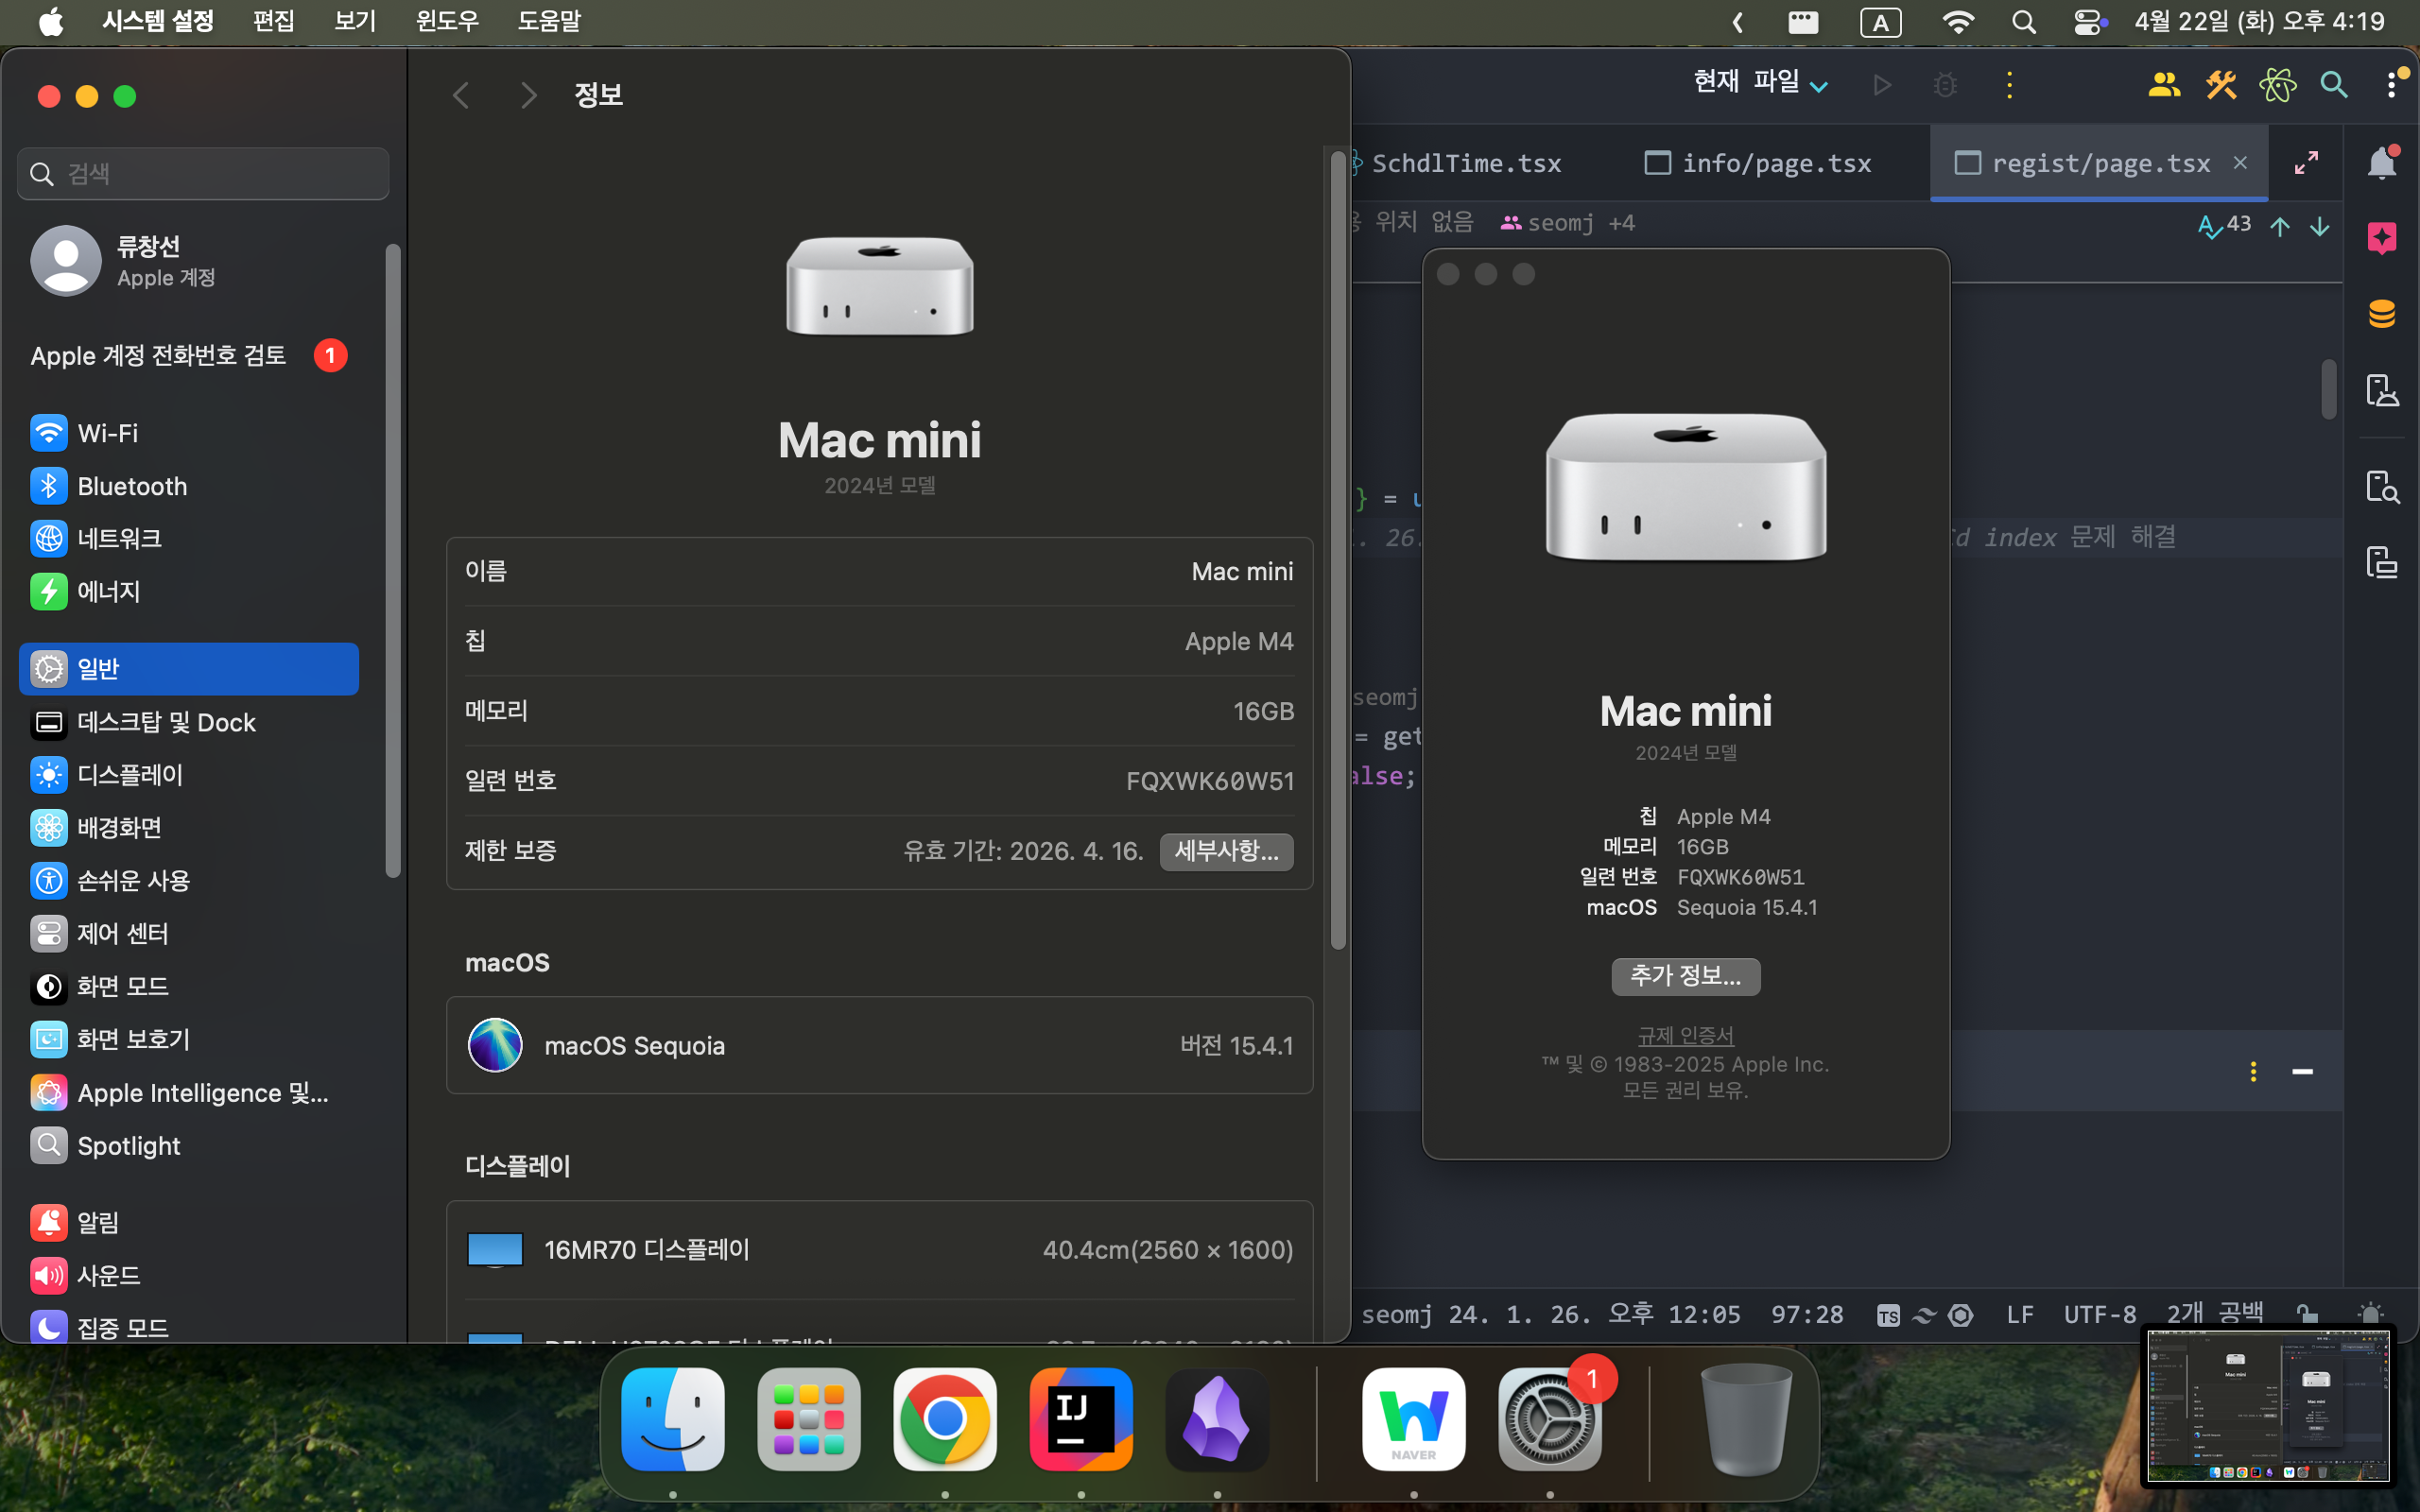 시스템 설정 편집 보기 윈도우 도움말
A 4월 22일 (화) 오후 4:19
검색
류창선
Apple 계정
Apple 계정 전화번호 검토 1
Wi-Fi
Bluetooth
네트워크
에너지
일반
데스크탑 및 Dock
디스플레이
배경화면
손쉬운 사용
제어 센터
화면 모드
화면 보호기
Apple Intelligence 및...
Spotlight
알림
사운드
집중 모드
정보
Mac mini
2024년 모델
이름 Mac mini
칩 Apple M4
메모리 16GB
일련 번호 FQXWK60W51
제한 보증 유효 기간: 2026. 4. 16. 세부사항...
macOS
macOS Sequoia 버전 15.4.1
디스플레이
16MR70 디스플레이 40.4cm(2560 × 1600)
현재 파일
SchdlTime.tsx info/page.tsx regist/page.tsx
위치 없음 seomj +4
43
} = u
26. d index 문제 해결
seomj
= get
alse;
Mac mini
2024년 모델
칩 Apple M4
메모리 16GB
일련 번호 FQXWK60W51
macOS Sequoia 15.4.1
추가 정보...
규제 인증서
™ 및 © 1983-2025 Apple Inc.
모든 권리 보유.
seomj 24. 1. 26. 오후 12:05 97:28 TS LF UTF-8 2개 공백
IJ
NAVER
1